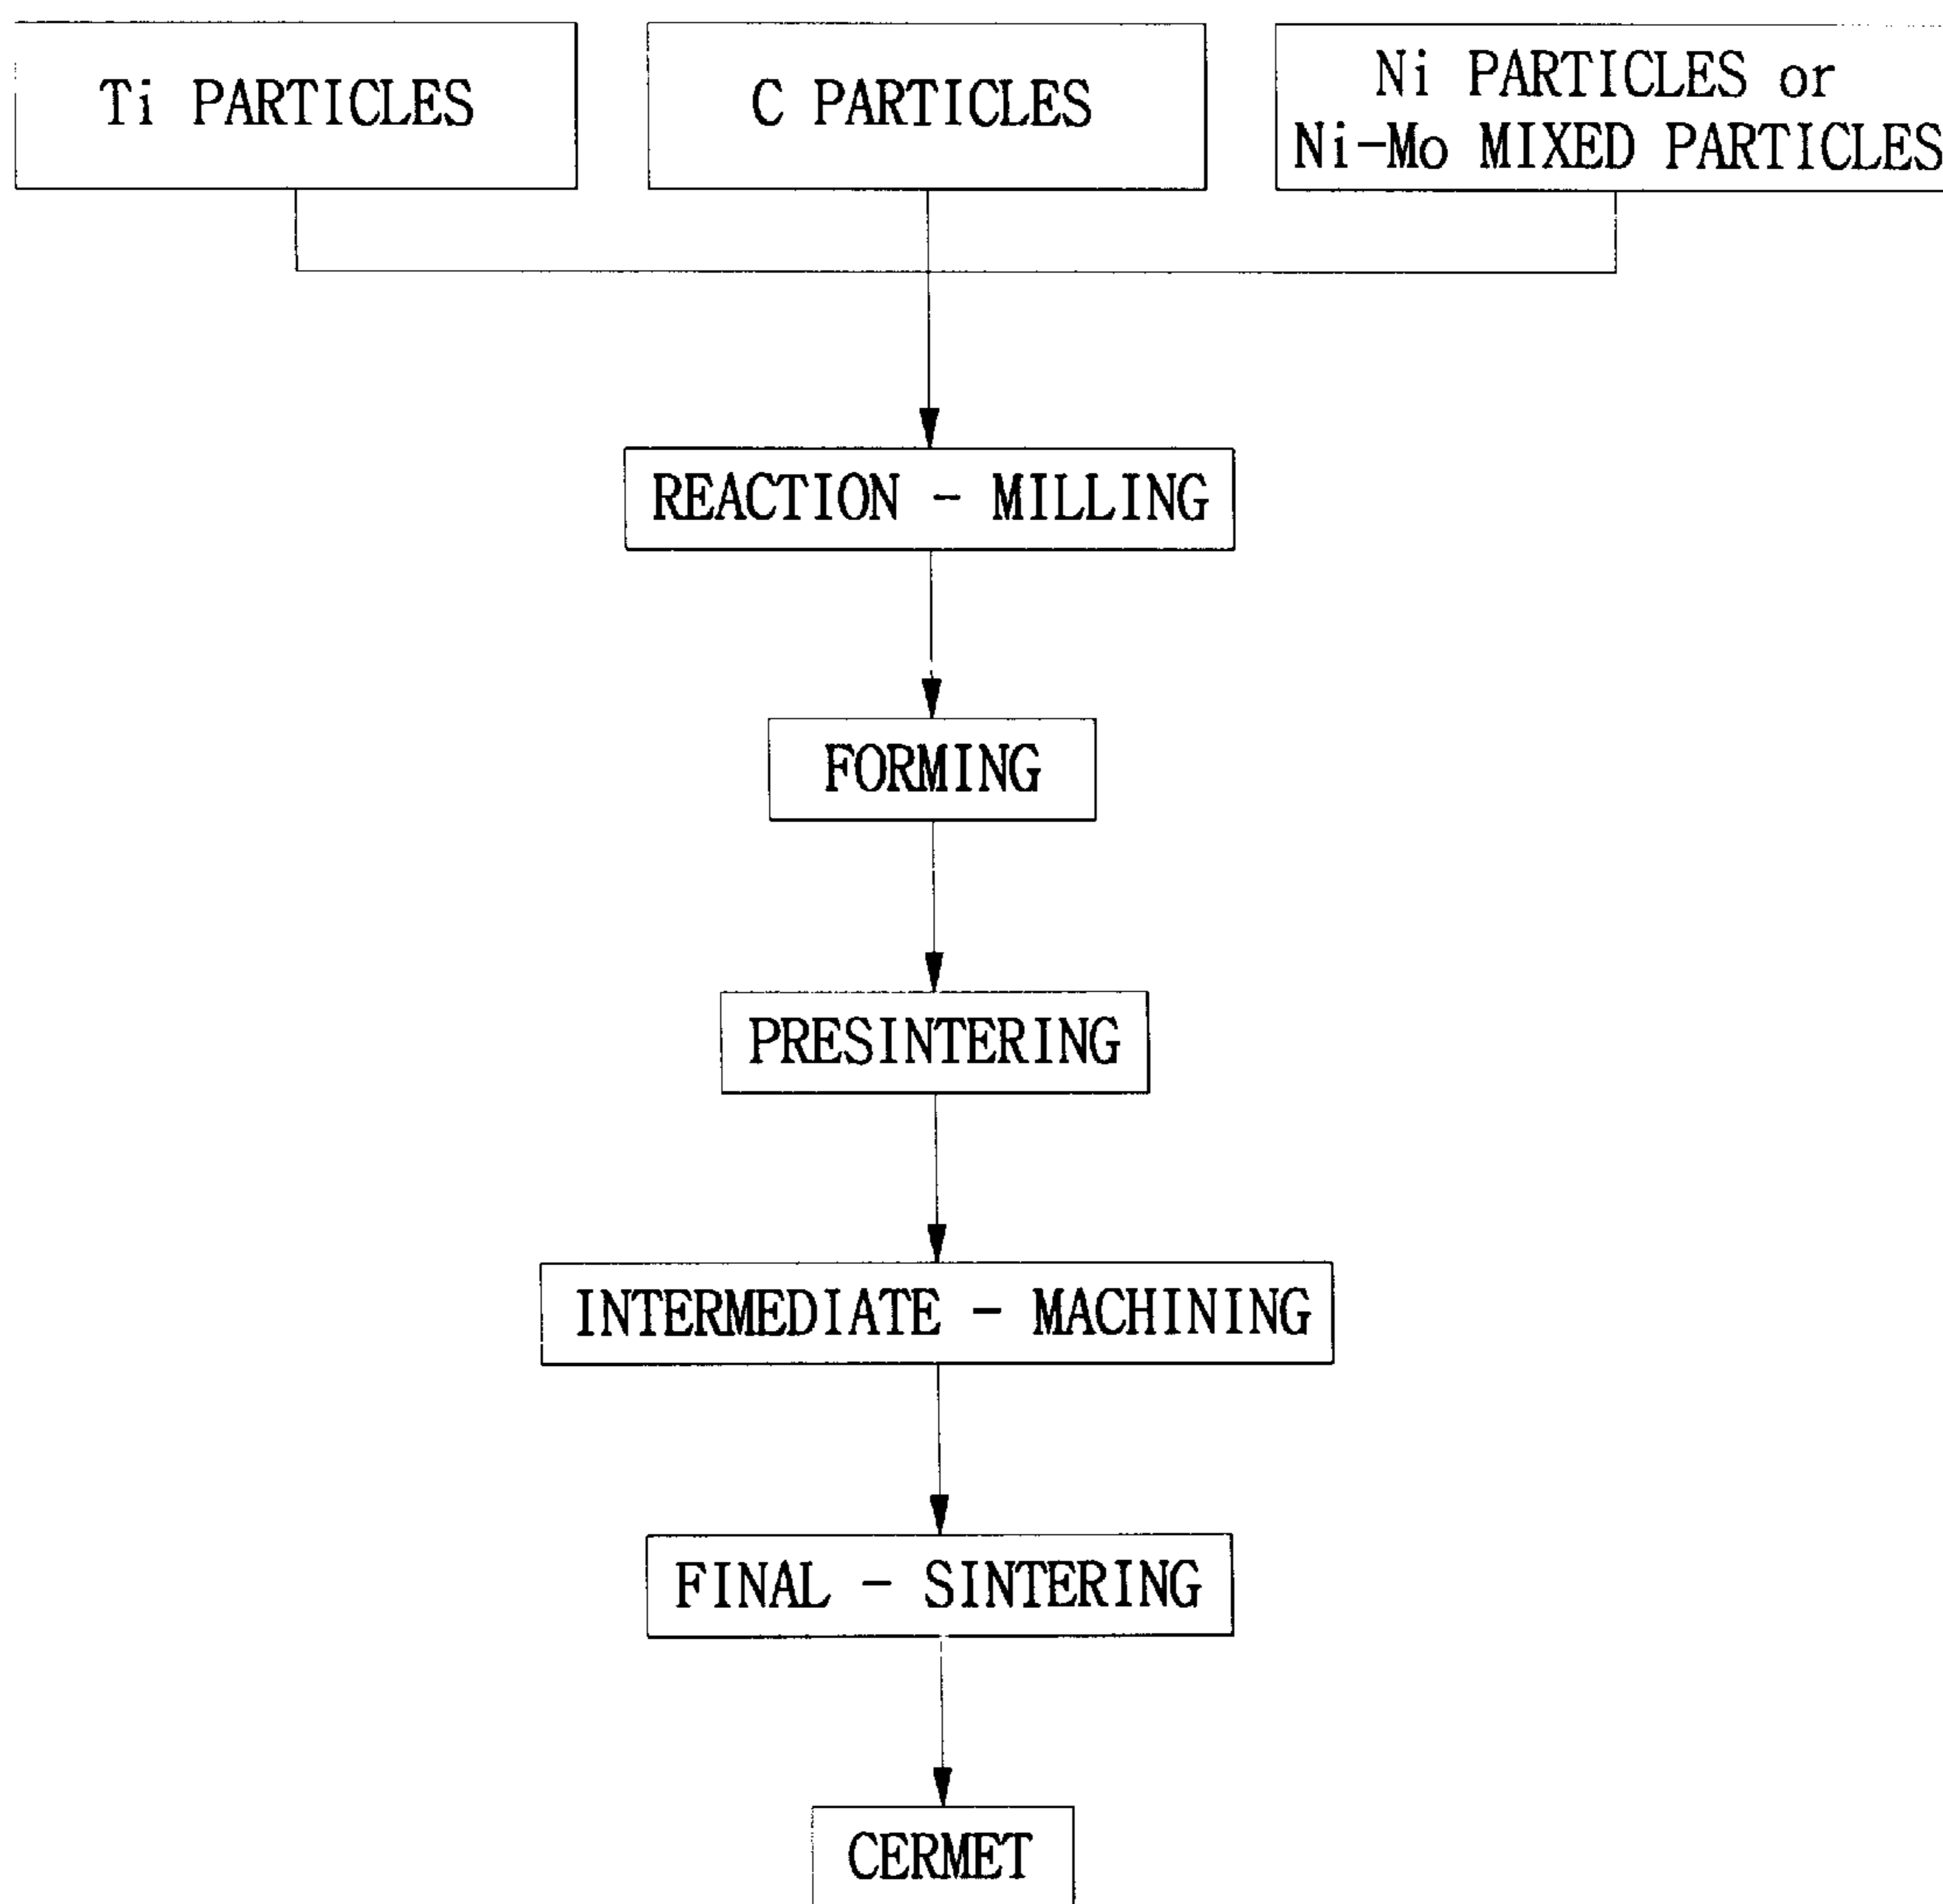 Ti PARTICLES
C PARTICLES
Ni PARTICLES or
Ni-Mo MIXED PARTICLES
REACTION - MILLING
FORMING
PRESINTERING
INTERMEDIATE - MACHINING
FINAL - SINTERING
CERMET